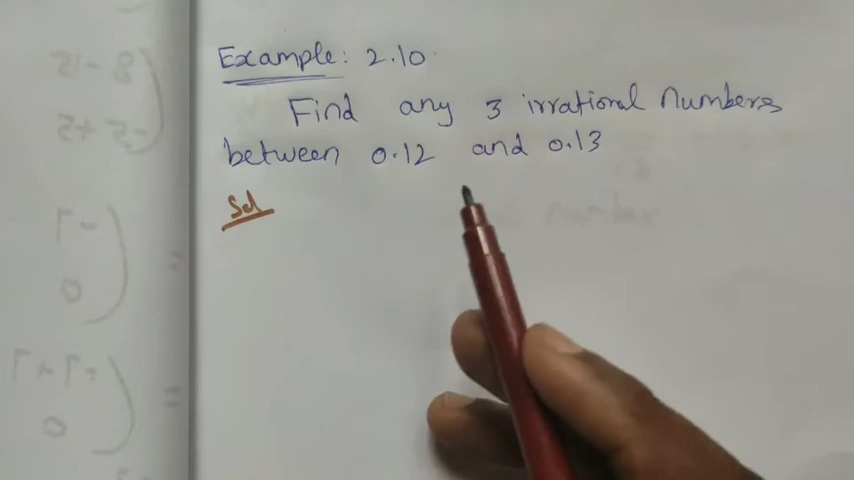 Example: 2.10
Find any 3 irrational numbers
between 0.12 and 0.13
Sol